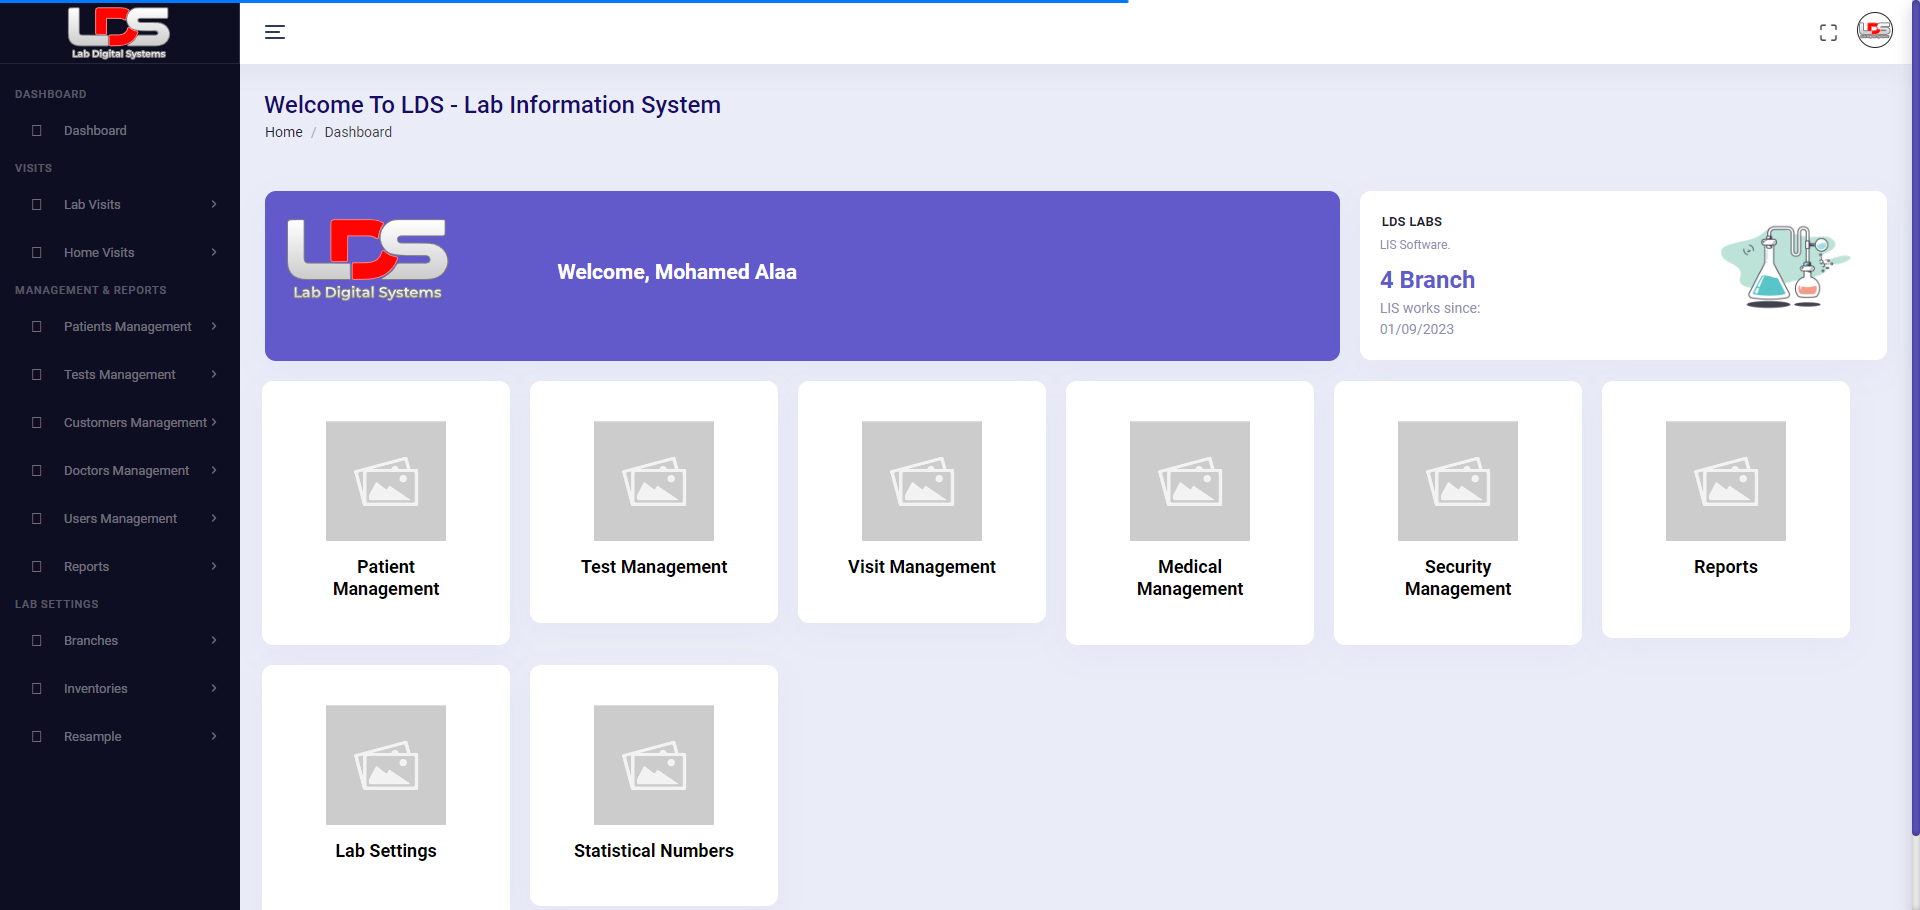 LDS
Lab Digital Systems
DASHBOARD
Dashboard
VISITS
Lab Visits
Home Visits
MANAGEMENT & REPORTS
Patients Management
Tests Management
Customers Management
Doctors Management
Users Management
Reports
LAB SETTINGS
Branches
Inventories
Resample
LDS
Welcome To LDS - Lab Information System
Home / Dashboard
LDS
Lab Digital Systems
Welcome, Mohamed Alaa
LDS LABS
LIS Software.
4 Branch
LIS works since:
01/09/2023
Patient
Management
Test Management
Visit Management
Medical
Management
Security
Management
Reports
Lab Settings
Statistical Numbers